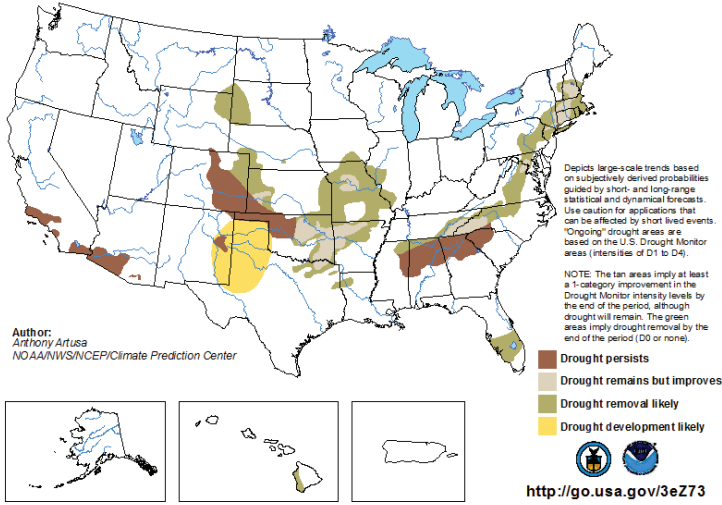 Depicts large-scale trends based
on subjectively derived probabilities
guided by short- and long-range
statistical and dynamical forecasts.
Use caution for applications that
can be affected by short lived events.
"Ongoing" drought areas are
based on the U.S. Drought Monitor
areas (intensities of D1 to D4).
NOTE: The tan areas imply at least
a 1-category improvement in the
Drought Monitor intensity levels by
the end of the period, although
drought will remain. The green
areas imply drought removal by the
end of the period (D0 or none).
Author:
Anthony Artusa
NOAA/NWS/NCEP/Climate Prediction Center
Drought persists
Drought remains but improves
Drought removal likely
Drought development likely
http://go.usa.gov/3eZ73